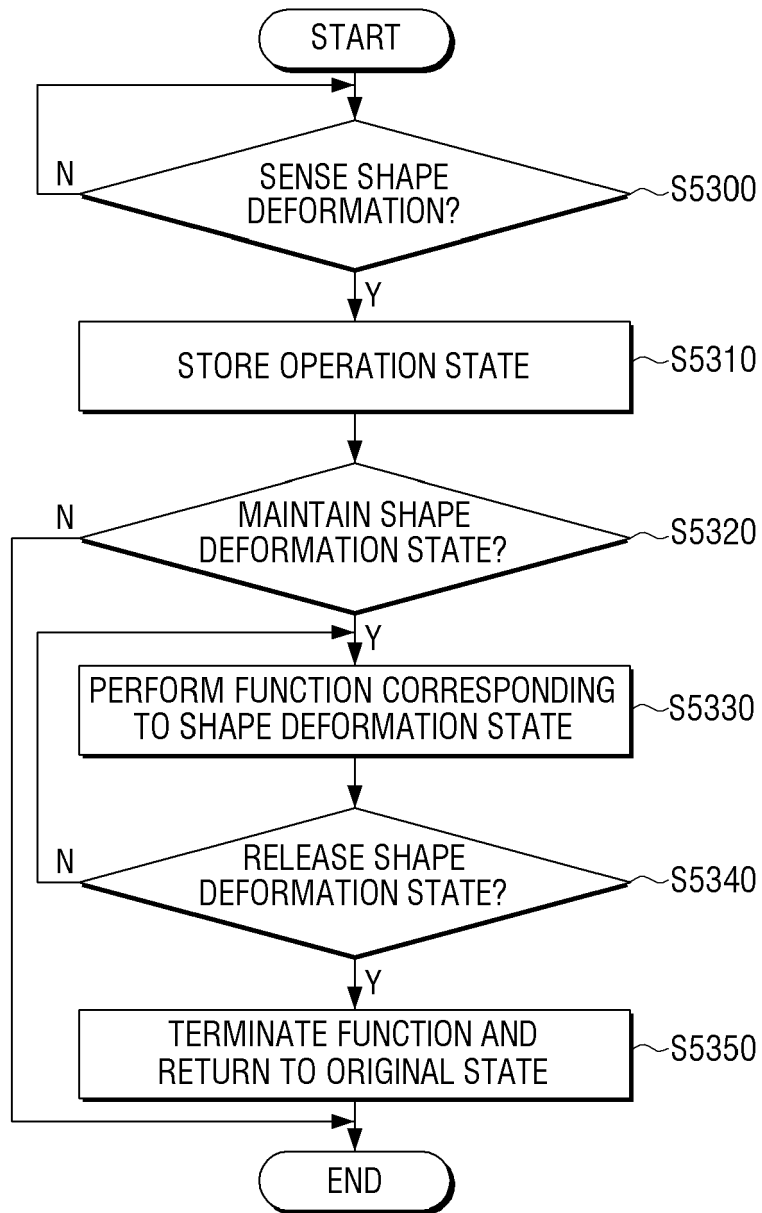 START
N
SENSE SHAPE
DEFORMATION?
S5300
Y
STORE OPERATION STATE
S5310
N
MAINTAIN SHAPE
DEFORMATION STATE?
S5320
Y
PERFORM FUNCTION CORRESPONDING
TO SHAPE DEFORMATION STATE
S5330
N
RELEASE SHAPE
DEFORMATION STATE?
S5340
Y
TERMINATE FUNCTION AND
RETURN TO ORIGINAL STATE
S5350
END